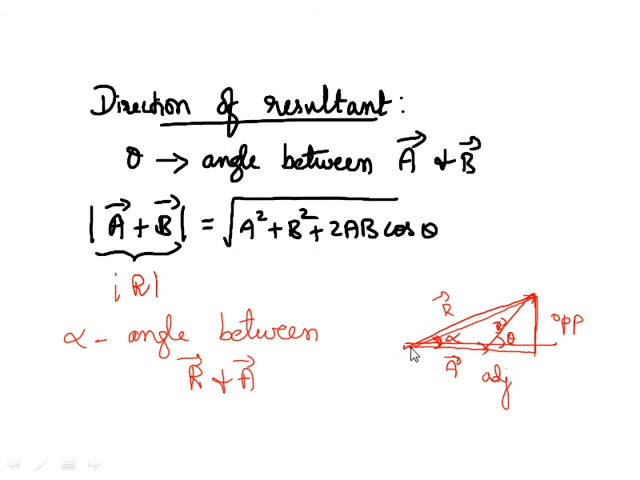 Direction of resultant:
θ → angle between A⃗ & B⃗
|A⃗ + B⃗| = √(A² + B² + 2AB cos θ)
|R|
α - angle between
R⃗ & A⃗
R⃗
opp
B⃗
α
θ
A⃗
adj